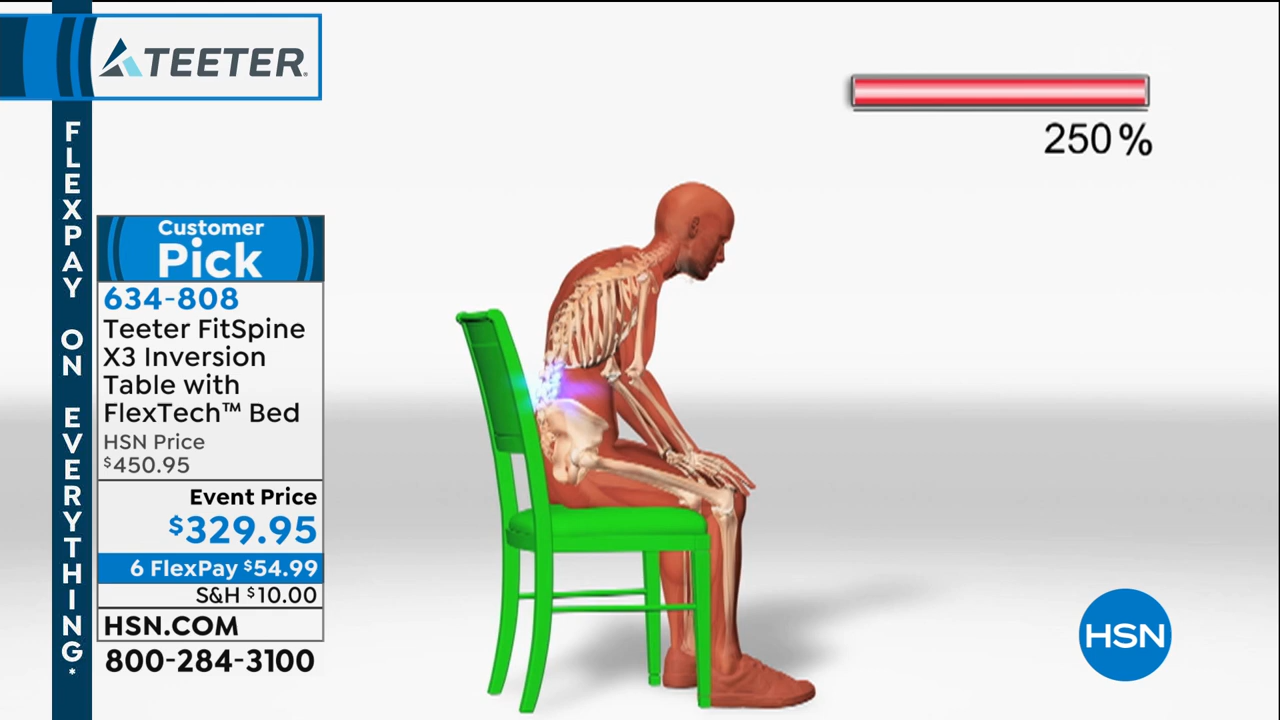 TEETER
FLEXPAY ON EVERYTHING*
250%
Customer
Pick
634-808
Teeter FitSpine
X3 Inversion
Table with
FlexTech™ Bed
HSN Price
$450.95
Event Price
$329.95
6 FlexPay $54.99
S&H $10.00
HSN.COM
800-284-3100
HSN